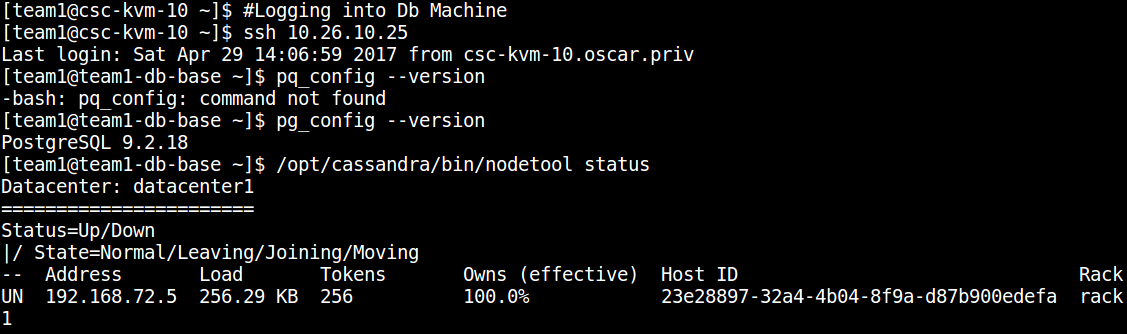 [team1@csc-kvm-10 ~]$ #Logging into Db Machine
[team1@csc-kvm-10 ~]$ ssh 10.26.10.25
Last login: Sat Apr 29 14:06:59 2017 from csc-kvm-10.oscar.priv
[team1@team1-db-base ~]$ pq_config --version
-bash: pq_config: command not found
[team1@team1-db-base ~]$ pg_config --version
PostgreSQL 9.2.18
[team1@team1-db-base ~]$ /opt/cassandra/bin/nodetool status
Datacenter: datacenter1
=======================
Status=Up/Down
|/ State=Normal/Leaving/Joining/Moving
--  Address       Load       Tokens       Owns (effective)  Host ID                               Rack
UN  192.168.72.5  256.29 KB  256          100.0%            23e28897-32a4-4b04-8f9a-d87b900edefa  rack
1